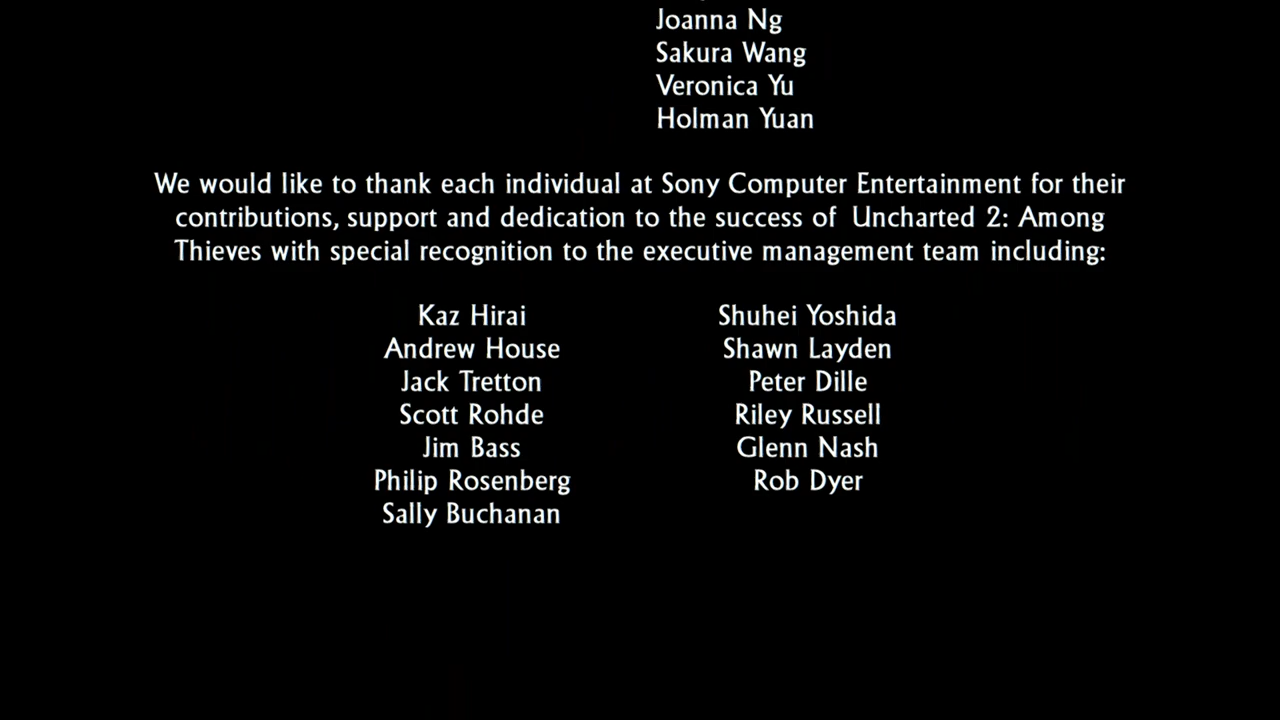 Joanna Ng
Sakura Wang
Veronica Yu
Holman Yuan
We would like to thank each individual at Sony Computer Entertainment for their
contributions, support and dedication to the success of Uncharted 2: Among
Thieves with special recognition to the executive management team including:
Kaz Hirai
Andrew House
Jack Tretton
Scott Rohde
Jim Bass
Philip Rosenberg
Sally Buchanan
Shuhei Yoshida
Shawn Layden
Peter Dille
Riley Russell
Glenn Nash
Rob Dyer